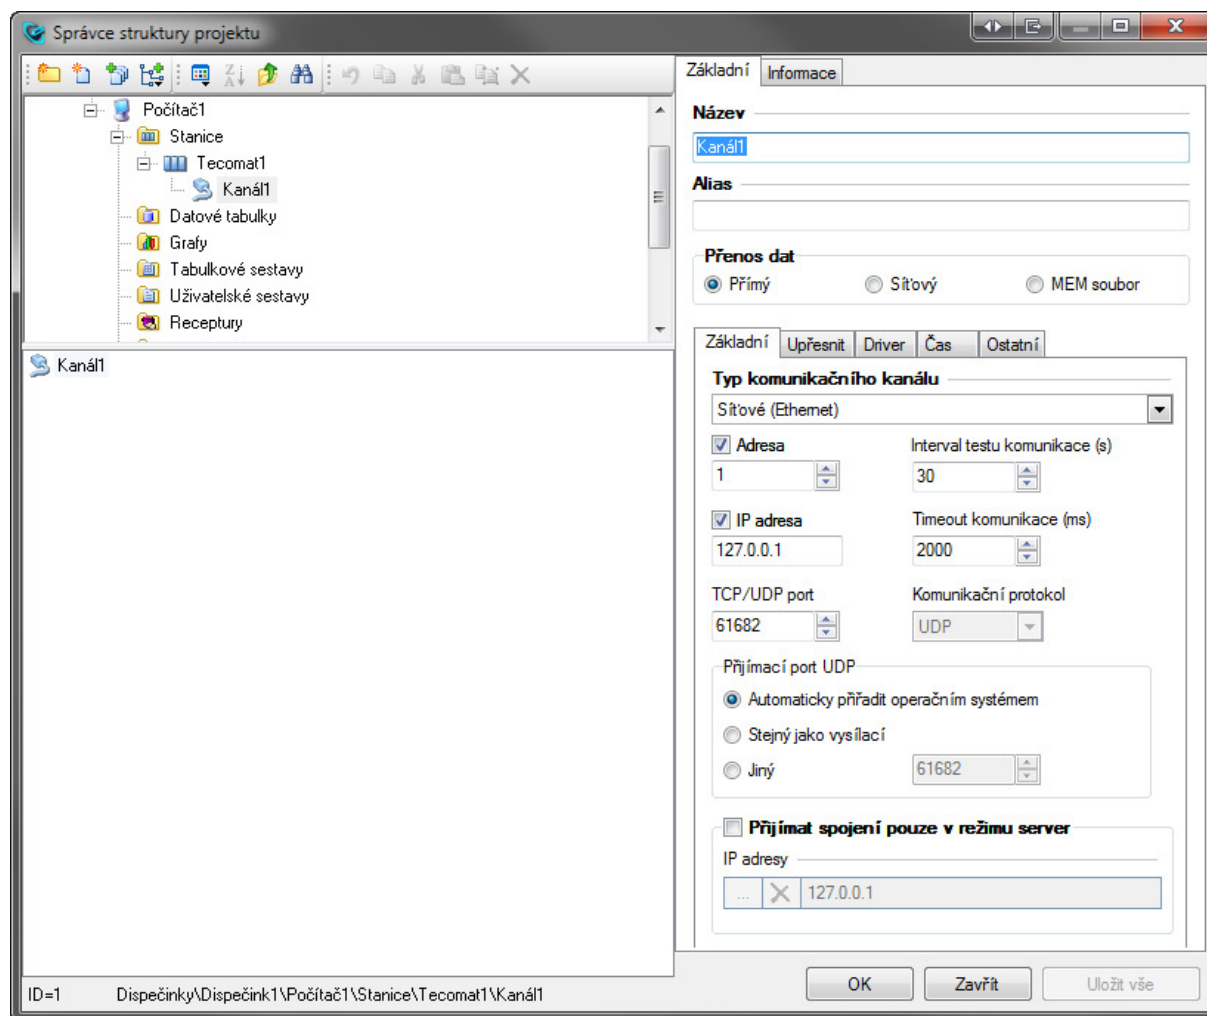 Správce struktury projektu
Počítač1
Stanice
Tecomat1
Kanál1
Datové tabulky
Grafy
Tabulkové sestavy
Uživatelské sestavy
Receptury
Kanál1
ID=1 Dispečinky\Dispečink1\Počítač1\Stanice\Tecomat1\Kanál1
Základní Informace
Název
Kanál1
Alias
Přenos dat
Přímý Síťový MEM soubor
Základní Upřesnit Driver Čas Ostatní
Typ komunikačního kanálu
Síťové (Ethernet)
Adresa Interval testu komunikace (s)
1 30
IP adresa Timeout komunikace (ms)
127.0.0.1 2000
TCP/UDP port Komunikační protokol
61682 UDP
Přijímací port UDP
Automaticky přiřadit operačním systémem
Stejný jako vysílací
Jiný 61682
Přijímat spojení pouze v režimu server
IP adresy
... 127.0.0.1
OK Zavřít Uložit vše